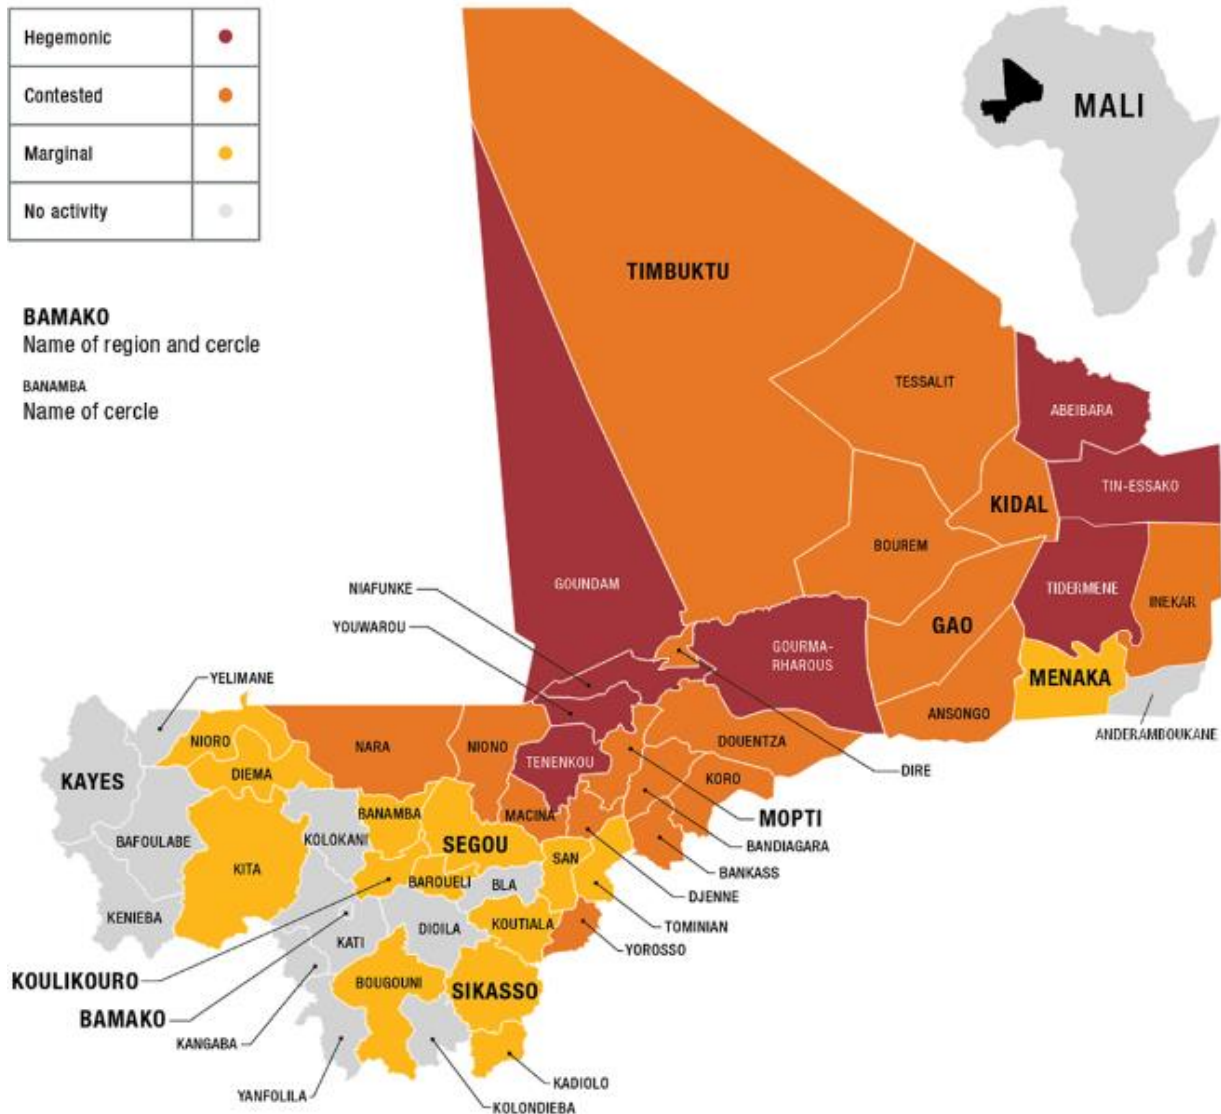 Hegemonic
Contested
Marginal
No activity
MALI
BAMAKO
Name of region and cercle
BANAMBA
Name of cercle
TIMBUKTU
TESSALIT
ABEIBARA
TIN-ESSAKO
KIDAL
BOUREM
TIDERMENE
INEKAR
GOUNDAM
NIAFUNKE
YOUWAROU
GAO
GOURMA-
RHAROUS
MENAKA
YELIMANE
ANSONGO
ANDERAMBOUKANE
NIORO
NARA
NIONO
DOUENTZA
TENENKOU
DIRE
KAYES
DIEMA
KORO
BANAMBA
MACINA
MOPTI
BAFOULABE
KOLOKANI
SEGOU
BANDIAGARA
KITA
SAN
BANKASS
BAROUELI
BLA
DJENNE
KENIEBA
KOUTIALA
TOMINIAN
DIOILA
KATI
YOROSSO
KOULIKOURO
BOUGOUNI
SIKASSO
BAMAKO
KANGABA
KADIOLO
YANFOLILA
KOLONDIEBA